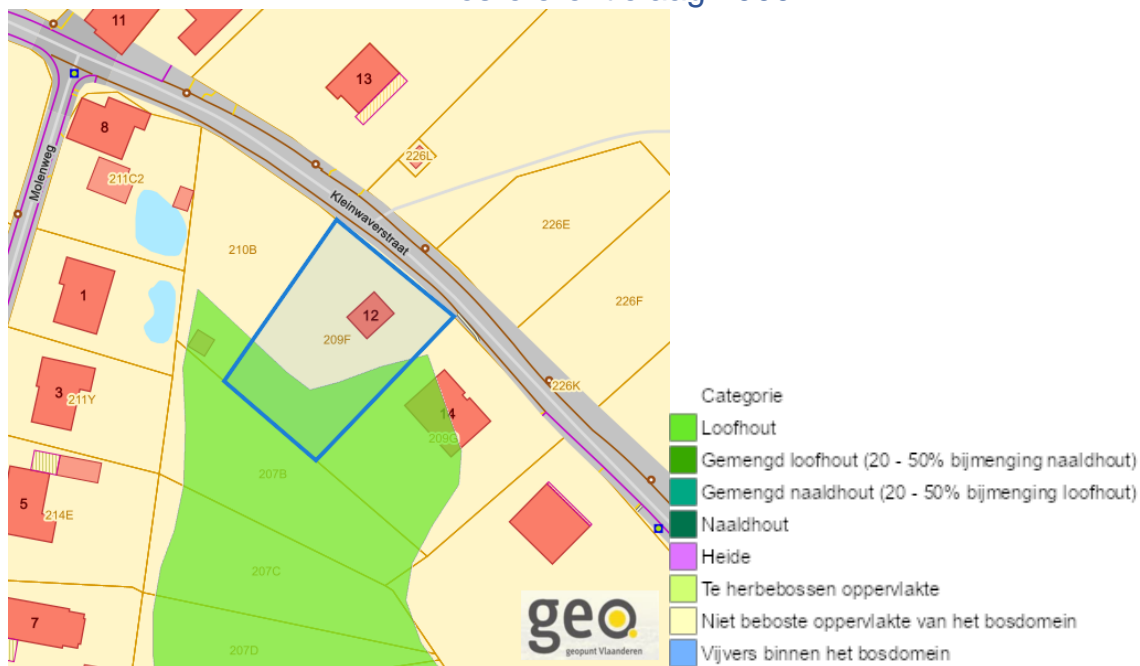 11
13
8
226L
211C2
Molenweg
Kleinwaverstraat
226E
210B
1
226F
12
209F
3
211Y
226K
14
209G
207B
5
214E
207C
7
207D
geo
geopunt Vlaanderen
Categorie
Loofhout
Gemengd loofhout (20 - 50% bijmenging naaldhout)
Gemengd naaldhout (20 - 50% bijmenging loofhout)
Naaldhout
Heide
Te herbebossen oppervlakte
Niet beboste oppervlakte van het bosdomein
Vijvers binnen het bosdomein